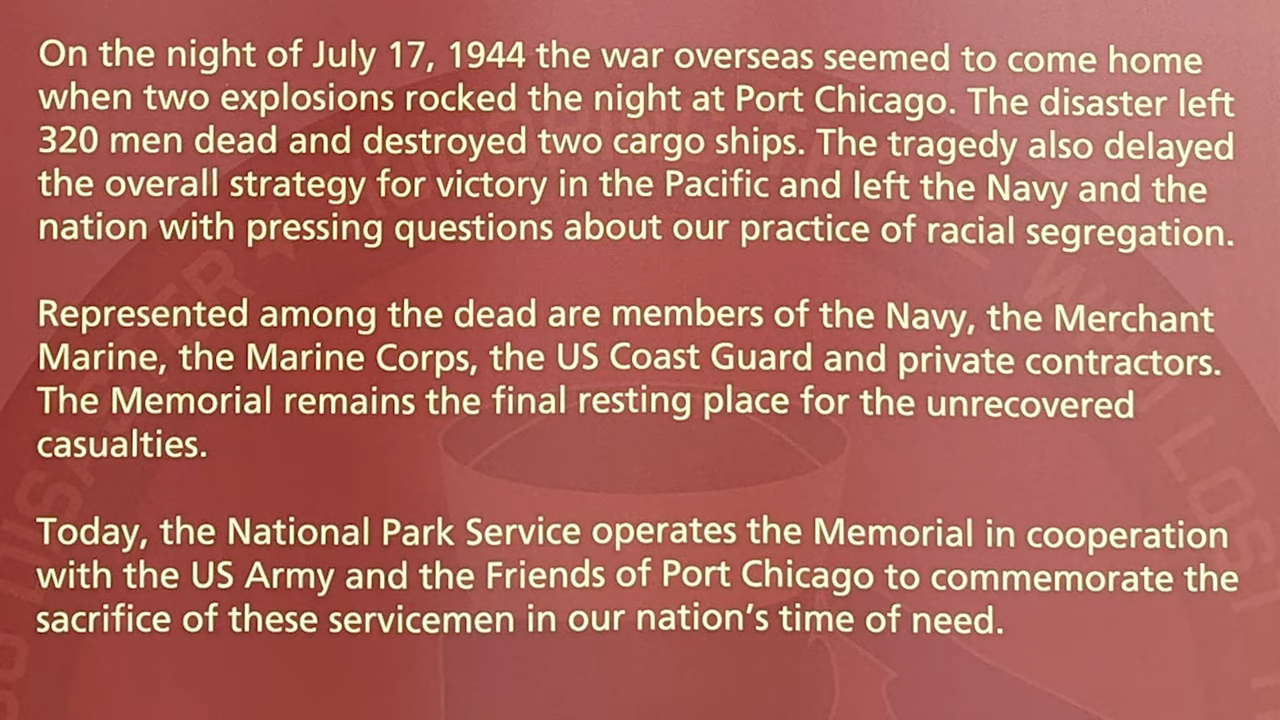 On the night of July 17, 1944 the war overseas seemed to come home
when two explosions rocked the night at Port Chicago. The disaster left
320 men dead and destroyed two cargo ships. The tragedy also delayed
the overall strategy for victory in the Pacific and left the Navy and the
nation with pressing questions about our practice of racial segregation.
Represented among the dead are members of the Navy, the Merchant
Marine, the Marine Corps, the US Coast Guard and private contractors.
The Memorial remains the final resting place for the unrecovered
casualties.
Today, the National Park Service operates the Memorial in cooperation
with the US Army and the Friends of Port Chicago to commemorate the
sacrifice of these servicemen in our nation's time of need.
DISASTER
LOST